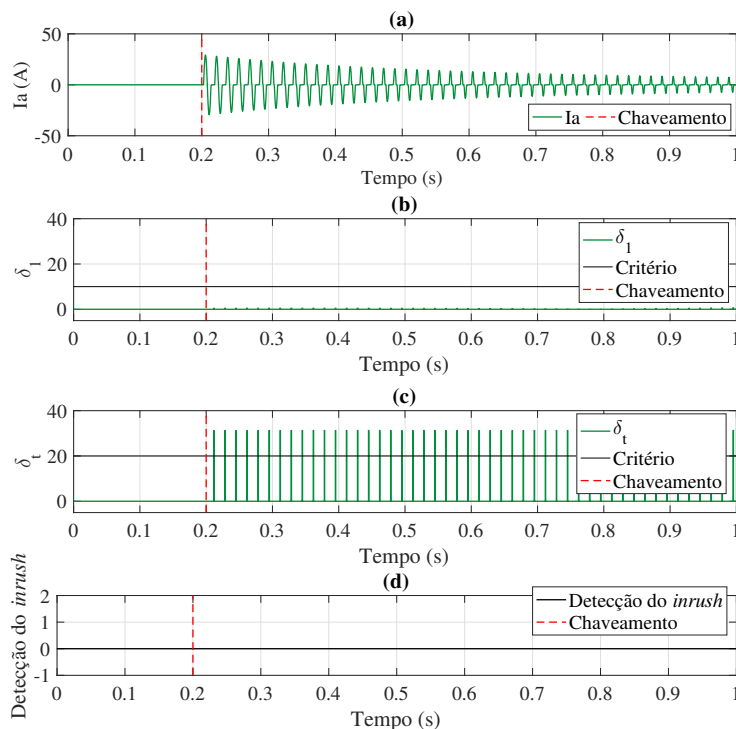 (a)
50
0
-50
Ia (A)
Ia
Chaveamento
0 0.1 0.2 0.3 0.4 0.5 0.6 0.7 0.8 0.9 1
Tempo (s)
(b)
40
20
0
δ1
δ1
Critério
Chaveamento
0 0.1 0.2 0.3 0.4 0.5 0.6 0.7 0.8 0.9 1
Tempo (s)
(c)
40
20
0
δt
δt
Critério
Chaveamento
0 0.1 0.2 0.3 0.4 0.5 0.6 0.7 0.8 0.9 1
Tempo (s)
(d)
2
1
0
-1
Detecção do inrush
Detecção do inrush
Chaveamento
0 0.1 0.2 0.3 0.4 0.5 0.6 0.7 0.8 0.9 1
Tempo (s)